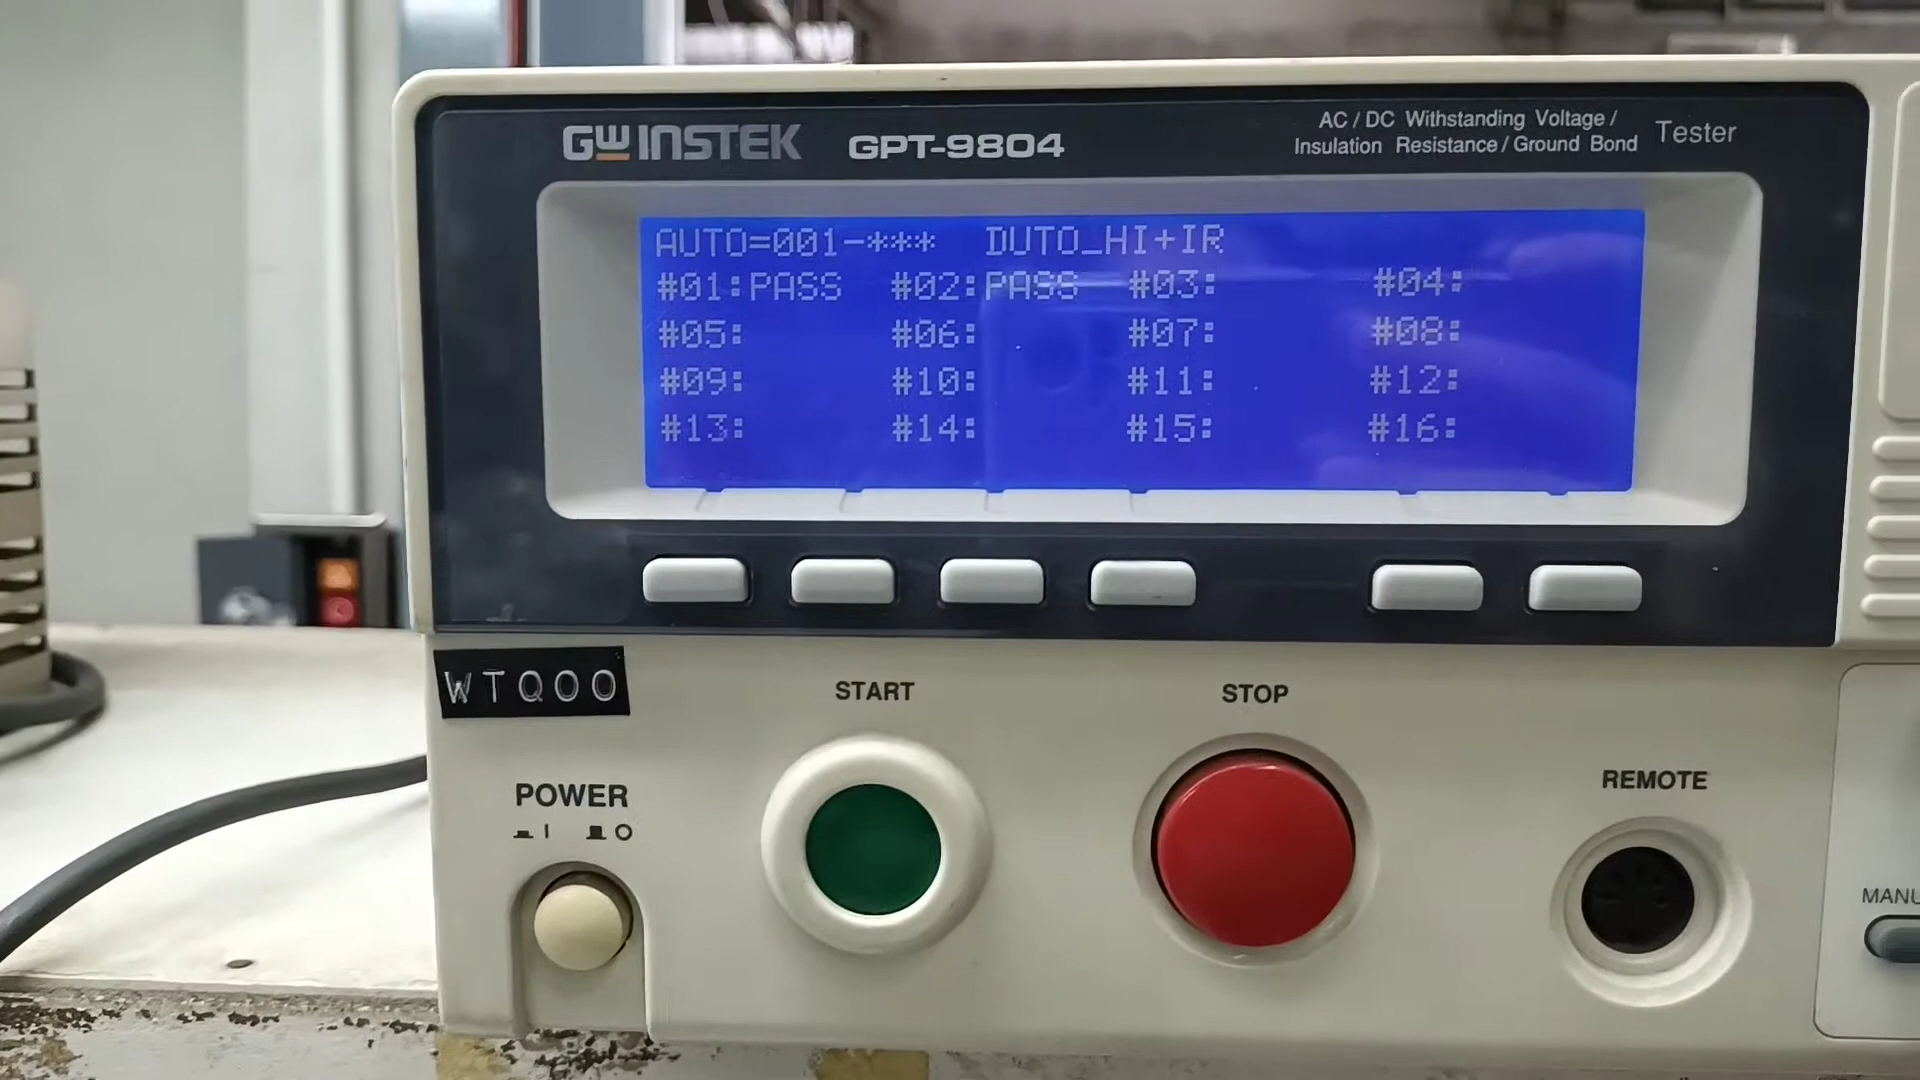 GWINSTEK GPT-9804 AC / DC Withstanding Voltage / Insulation Resistance / Ground Bond Tester
AUTO=001-*** DUTO_HI+IR
#01:PASS #02:PASS #03: #04:
#05: #06: #07: #08:
#09: #10: #11: #12:
#13: #14: #15: #16:
WTQ00
START STOP
POWER REMOTE
MANU